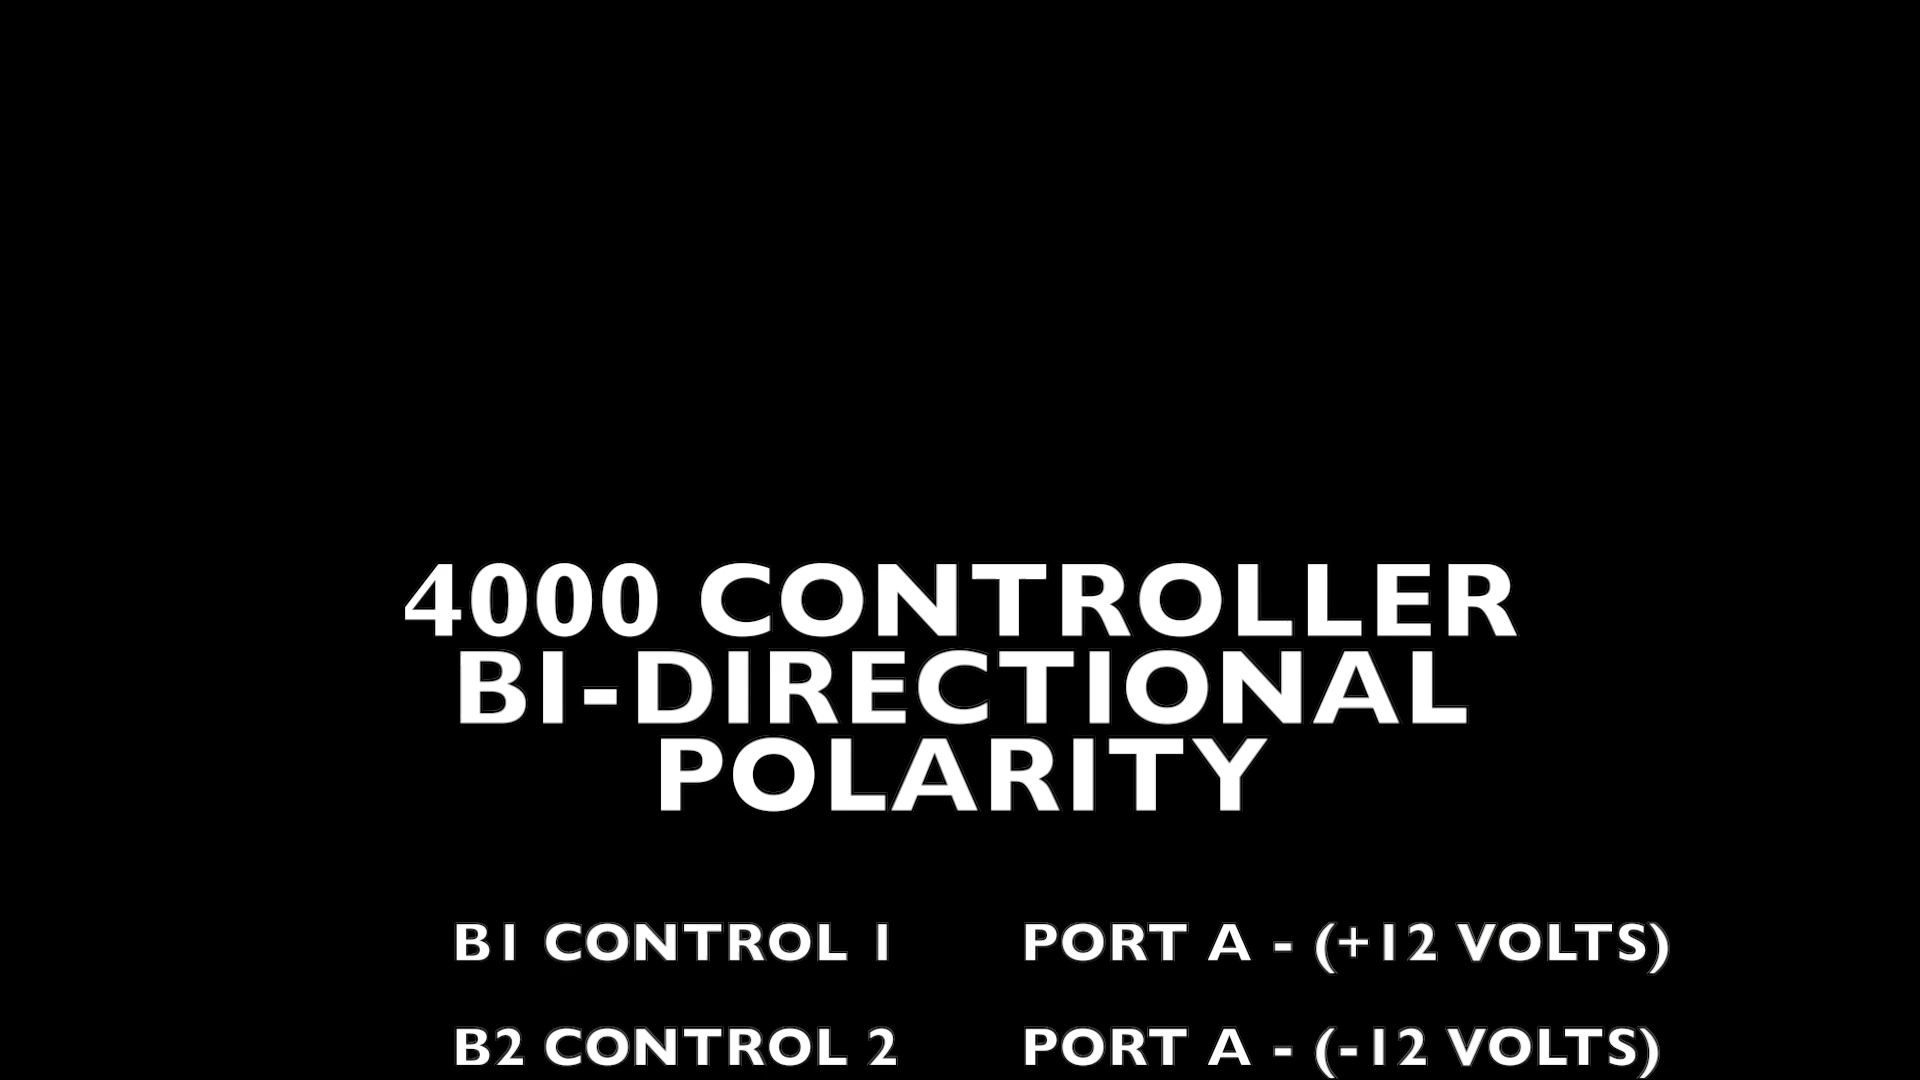 4000 CONTROLLER
BI-DIRECTIONAL
POLARITY
B1 CONTROL 1 PORT A - (+12 VOLTS)
B2 CONTROL 2 PORT A - (-12 VOLTS)